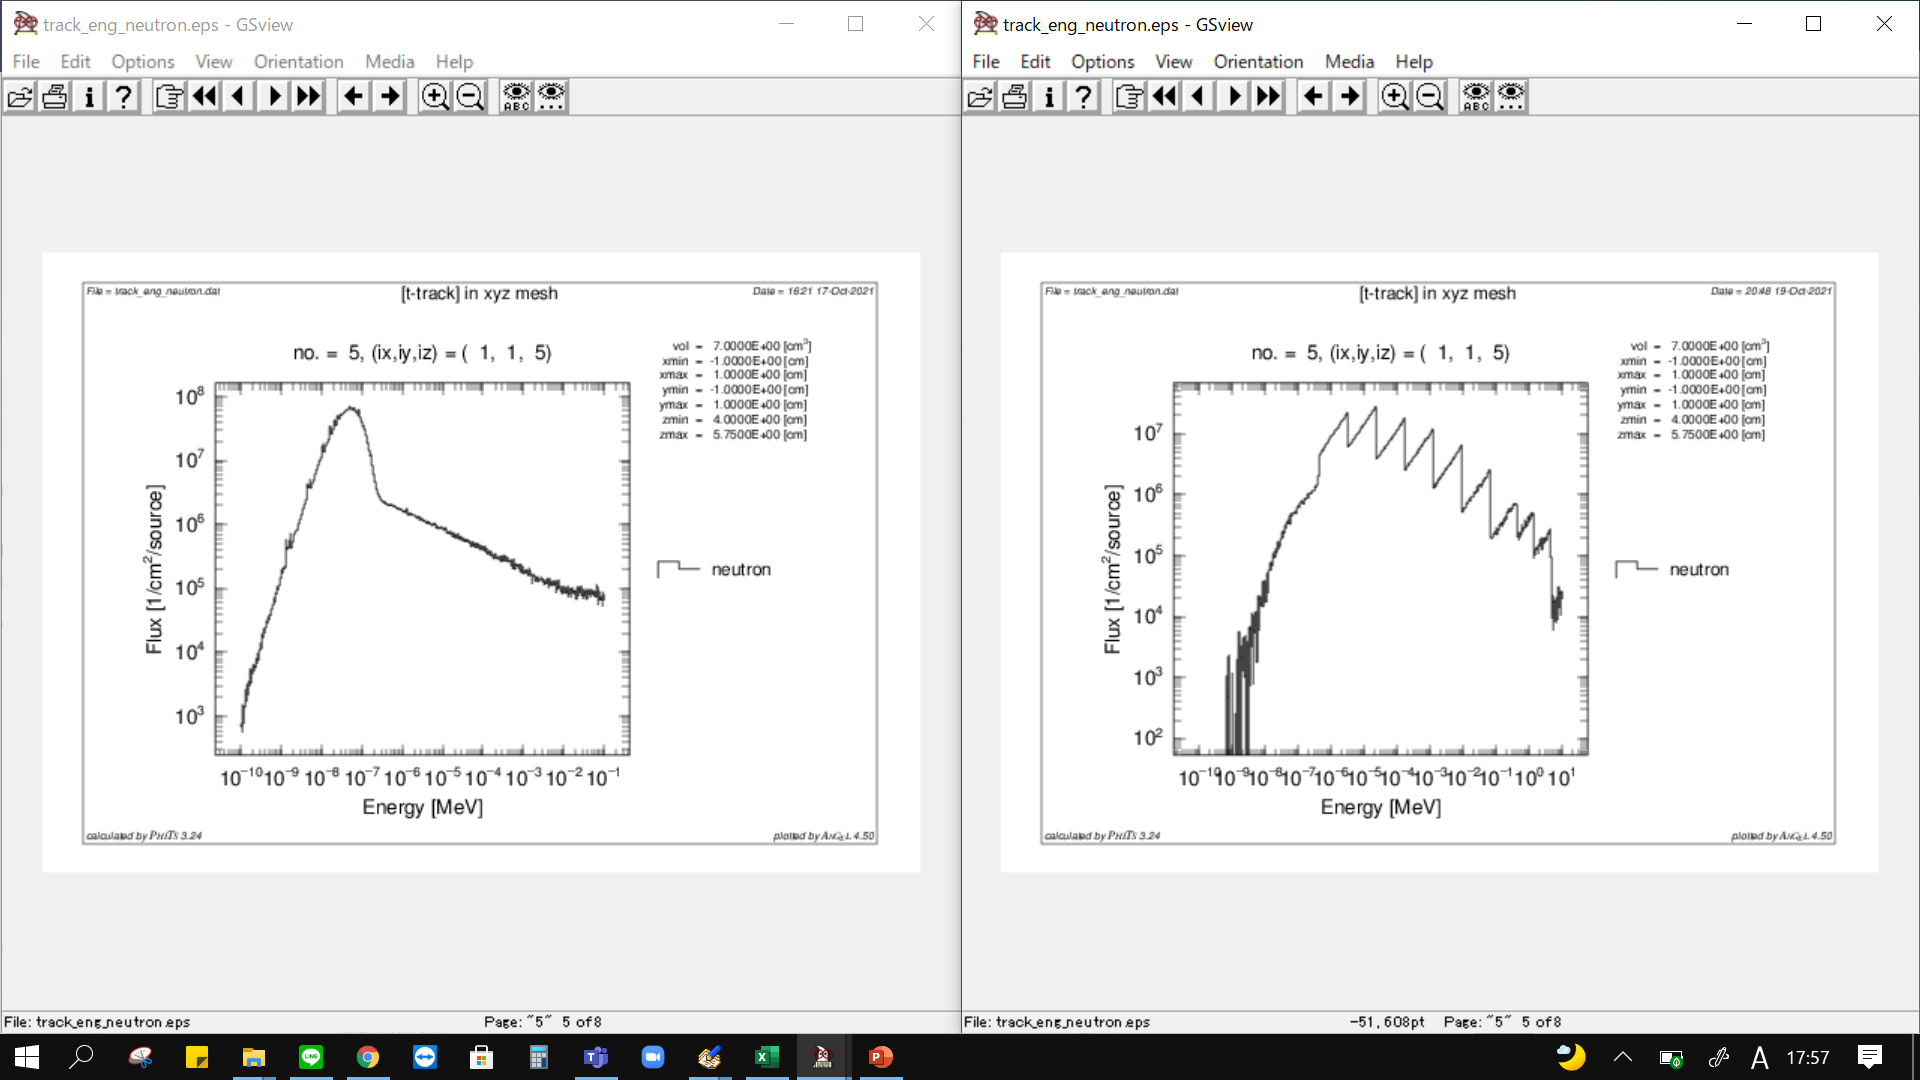 track_eng_neutron.eps - GSview
File Edit Options View Orientation Media Help
File = track_eng_neutron.dat
[t-track] in xyz mesh
Date = 16:21 17-Oct-2021
no. = 5, (ix,iy,iz) = ( 1, 1, 5)
vol = 7.0000E+00 [cm³]
xmin = -1.0000E+00 [cm]
xmax = 1.0000E+00 [cm]
ymin = -1.0000E+00 [cm]
ymax = 1.0000E+00 [cm]
zmin = 4.0000E+00 [cm]
zmax = 5.7500E+00 [cm]
10⁸
10⁷
10⁶
10⁵
10⁴
10³
Flux [1/cm²/source]
neutron
10⁻¹⁰ 10⁻⁹ 10⁻⁸ 10⁻⁷ 10⁻⁶ 10⁻⁵ 10⁻⁴ 10⁻³ 10⁻² 10⁻¹
Energy [MeV]
calculated by PHITS 3.24
plotted by ANGEL 4.50
File: track_eng_neutron.eps
Page: "5" 5 of 8
track_eng_neutron.eps - GSview
File Edit Options View Orientation Media Help
File = track_eng_neutron.dat
[t-track] in xyz mesh
Date = 20:48 19-Oct-2021
no. = 5, (ix,iy,iz) = ( 1, 1, 5)
vol = 7.0000E+00 [cm³]
xmin = -1.0000E+00 [cm]
xmax = 1.0000E+00 [cm]
ymin = -1.0000E+00 [cm]
ymax = 1.0000E+00 [cm]
zmin = 4.0000E+00 [cm]
zmax = 5.7500E+00 [cm]
10⁷
10⁶
10⁵
10⁴
10³
10²
Flux [1/cm²/source]
neutron
10⁻¹⁰ 10⁻⁹ 10⁻⁸ 10⁻⁷ 10⁻⁶ 10⁻⁵ 10⁻⁴ 10⁻³ 10⁻² 10⁻¹ 10⁰ 10¹
Energy [MeV]
calculated by PHITS 3.24
plotted by ANGEL 4.50
File: track_eng_neutron.eps
-51, 608pt Page: "5" 5 of 8
A 17:57